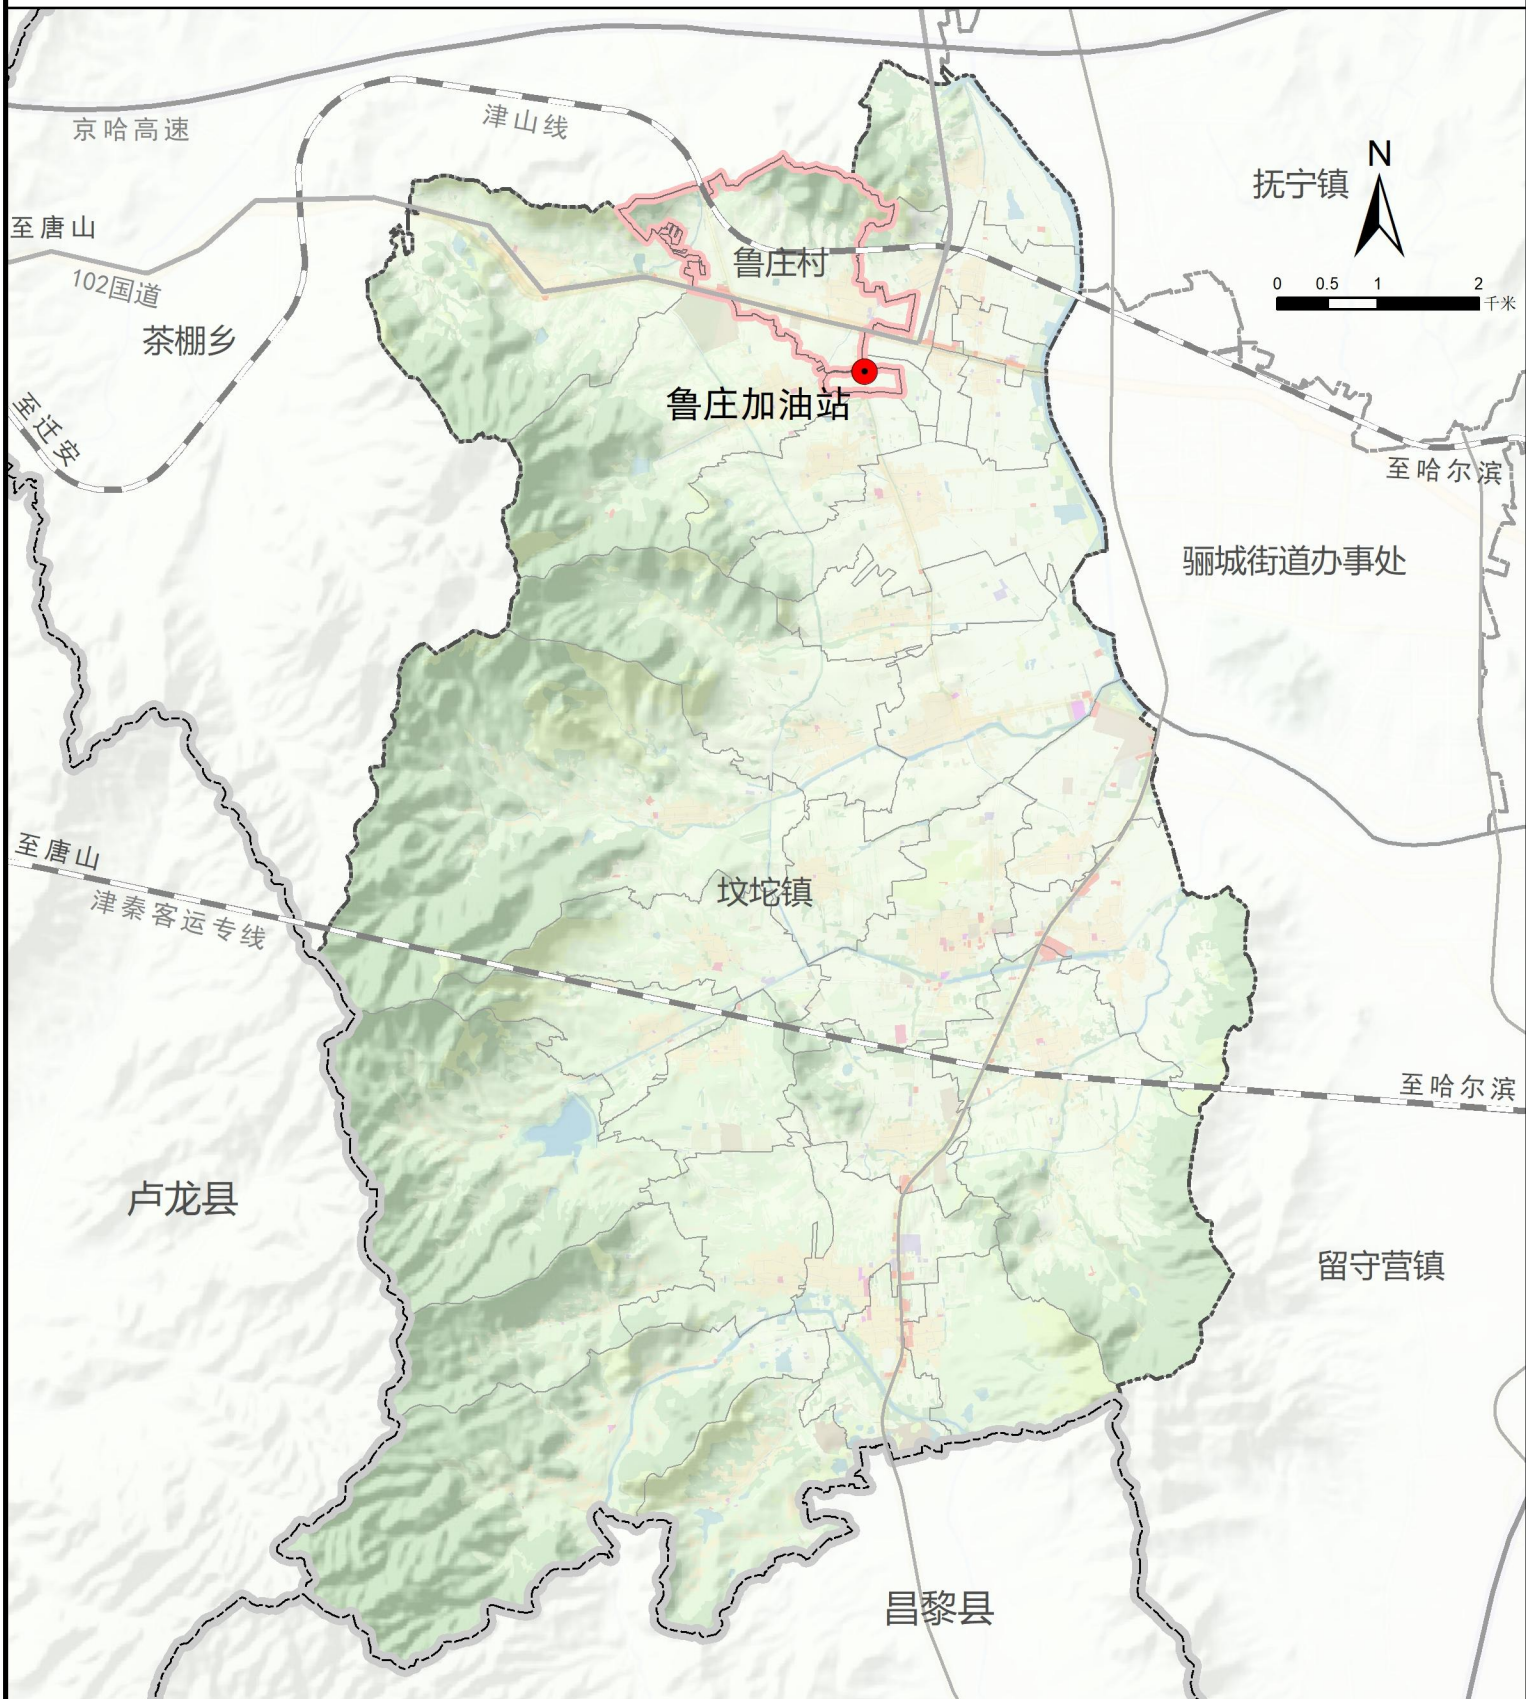 津山线
京哈高速
N
抚宁镇
至唐山
鲁庄村
102国道
0 0.5 1 2
千米
茶棚乡
鲁庄加油站
至迁安
至哈尔滨
骊城街道办事处
至唐山
坟坨镇
津秦客运专线
至哈尔滨
卢龙县
留守营镇
昌黎县